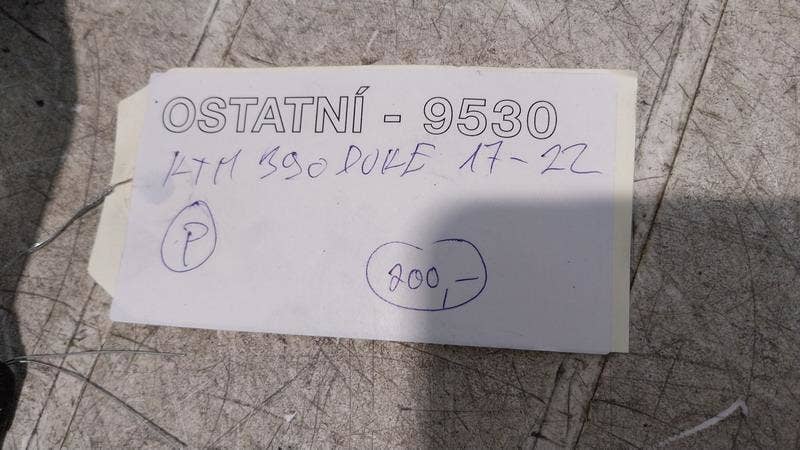 OSTATNÍ - 9530
KTM 390 DUKE 17-22
P
200,-